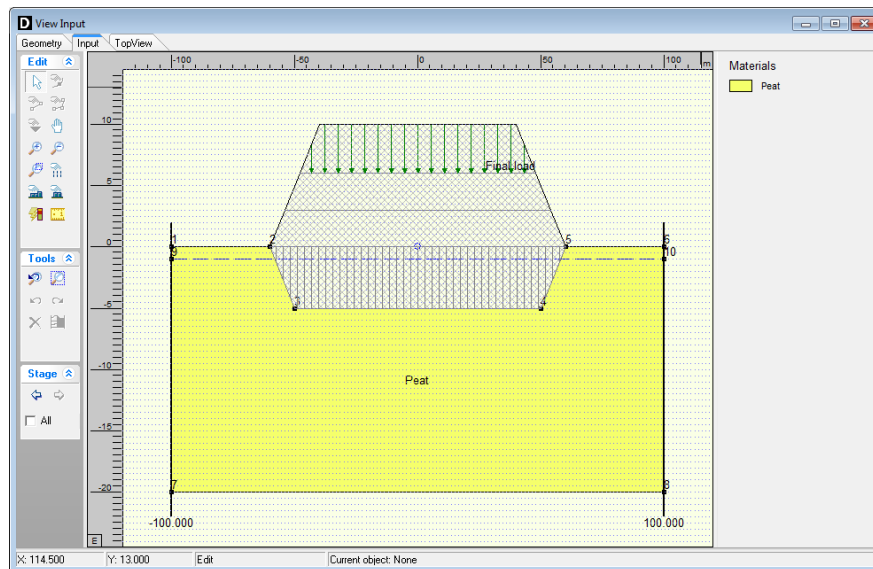 D View Input
Geometry Input TopView
Edit
Tools
Stage
All
-100 -50 0 50 100 m
10
5
0
-5
-10
-15
-20
Final load
1 2 5 6
9 10
3 4
Peat
7 8
-100.000 100.000
E
Materials
Peat
X: 114.500 Y: 13.000 Edit Current object: None